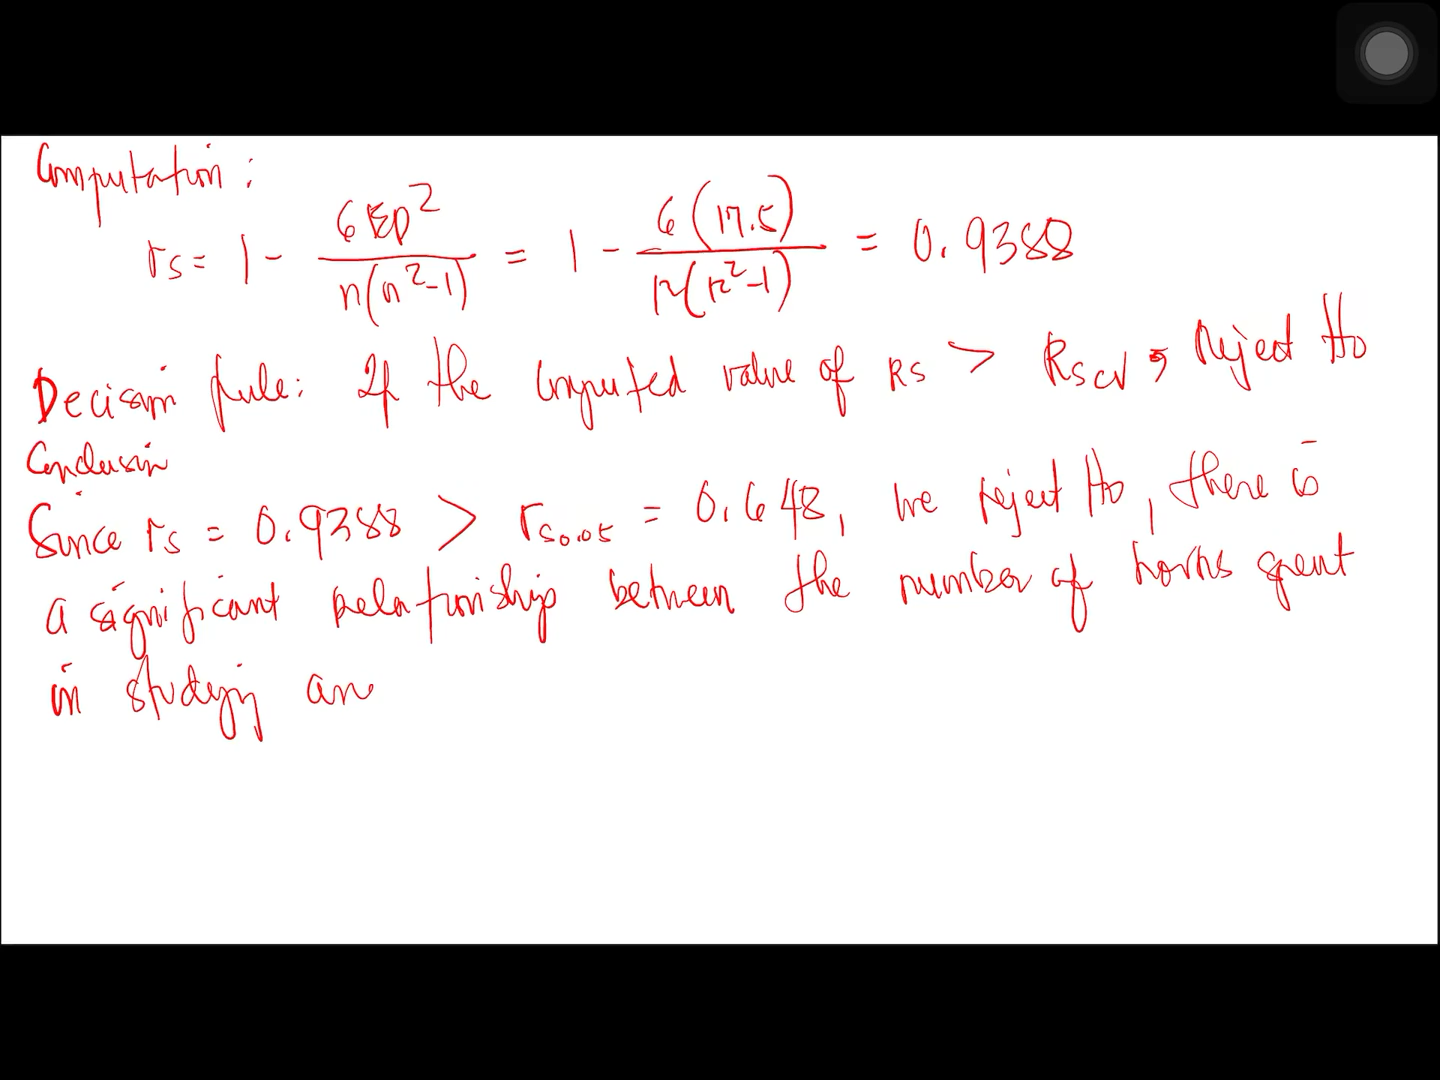 Computation:
rs = 1 - 6ΣD² / n(n²-1) = 1 - 6(17.5) / 12(12²-1) = 0.9388
Decision Rule: If the computed value of Rs > Rscv, Reject Ho
Conclusion
Since rs = 0.9388 > rs0.05 = 0.648, we reject Ho, there is
a significant relationship between the number of hours spent
in studying an